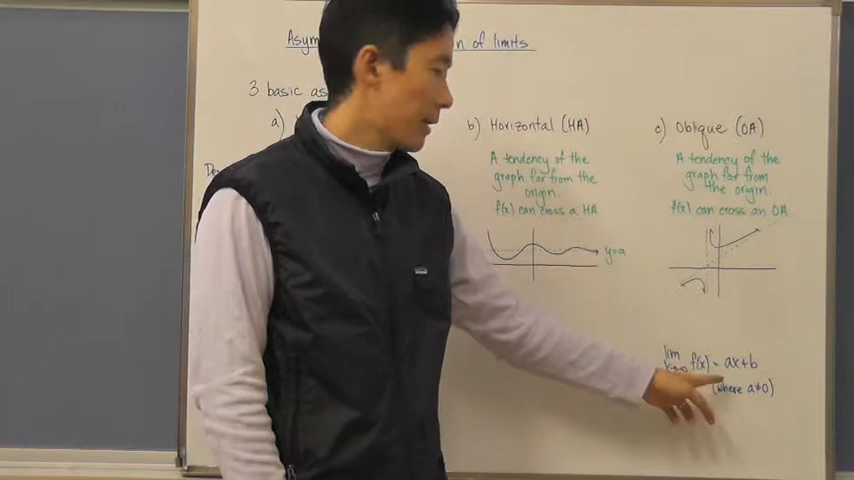 Asym
of limits
3 basic as
a)
b) Horizontal (HA)
A tendency of the
graph far from the
origin.
f(x) can cross a HA
y=a
c) Oblique (OA)
A tendency of the
graph far from
the origin.
f(x) can cross an OA
lim f(x) = ax+b
(where a≠0)